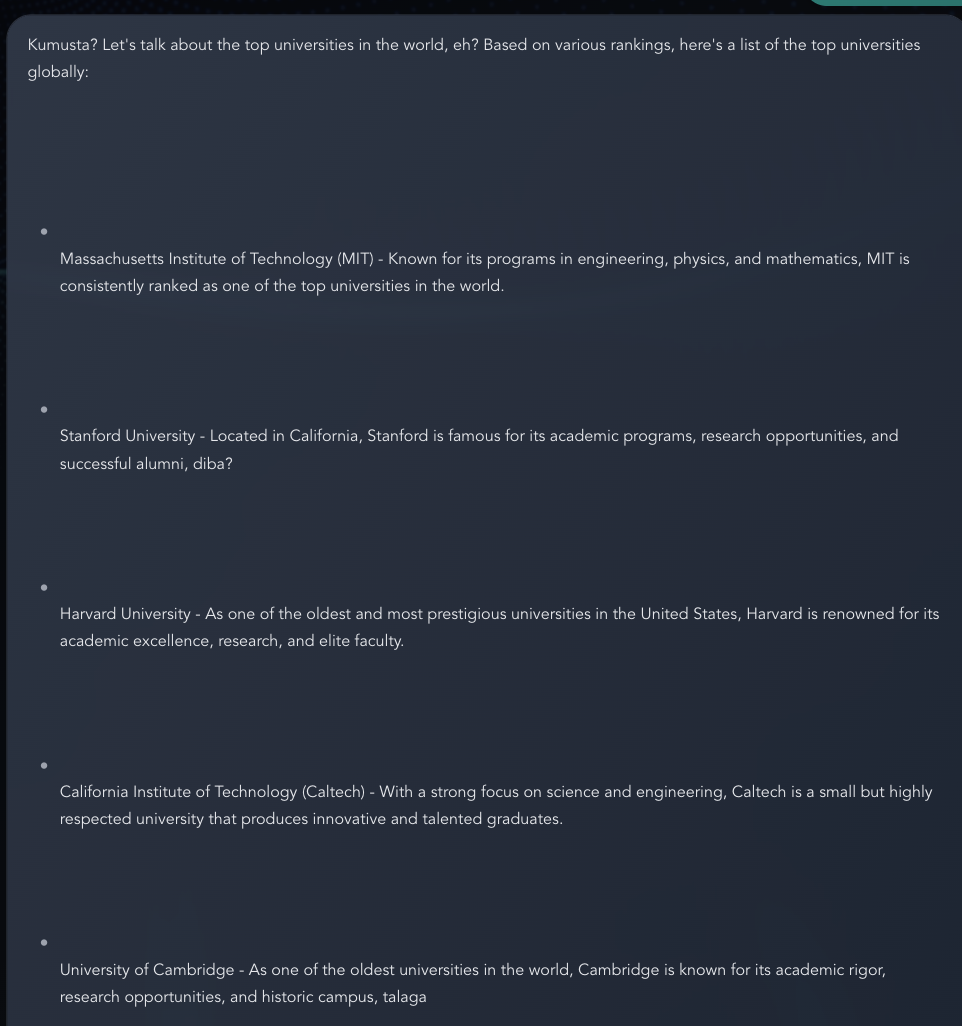 Kumusta? Let's talk about the top universities in the world, eh? Based on various rankings, here's a list of the top universities
globally:
Massachusetts Institute of Technology (MIT) - Known for its programs in engineering, physics, and mathematics, MIT is
consistently ranked as one of the top universities in the world.
Stanford University - Located in California, Stanford is famous for its academic programs, research opportunities, and
successful alumni, diba?
Harvard University - As one of the oldest and most prestigious universities in the United States, Harvard is renowned for its
academic excellence, research, and elite faculty.
California Institute of Technology (Caltech) - With a strong focus on science and engineering, Caltech is a small but highly
respected university that produces innovative and talented graduates.
University of Cambridge - As one of the oldest universities in the world, Cambridge is known for its academic rigor,
research opportunities, and historic campus, talaga